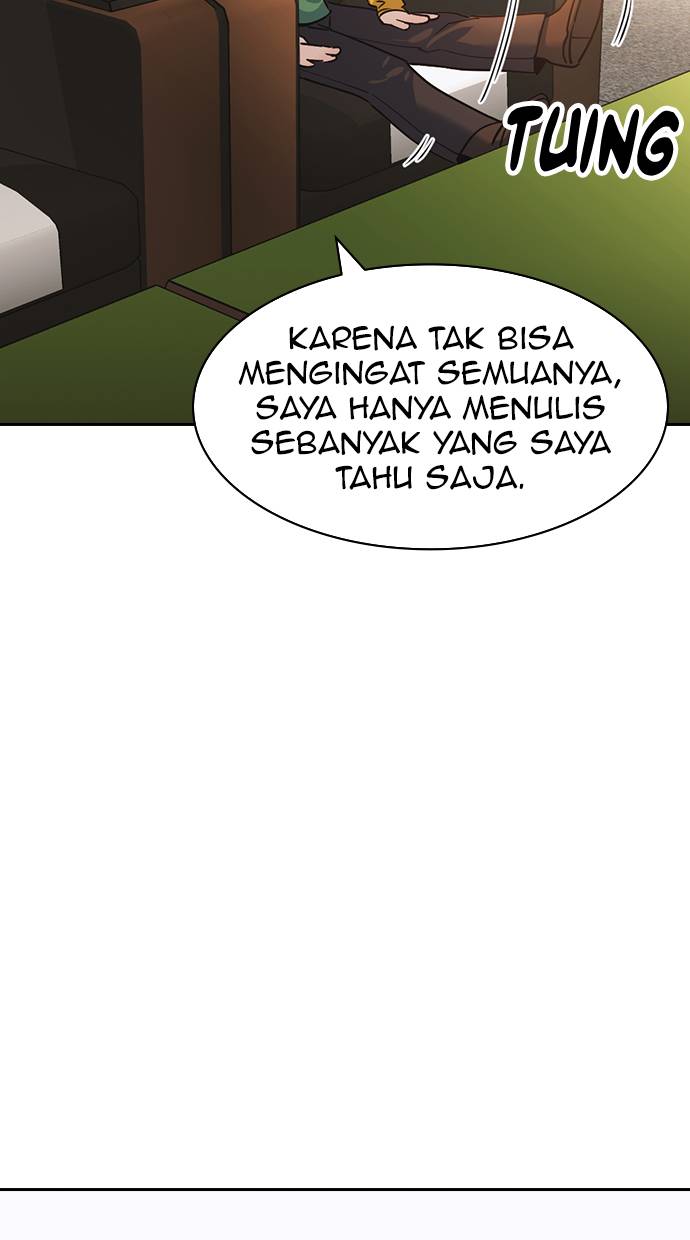 TUING
KARENA TAK BISA
MENGINGAT SEMUANYA,
SAYA HANYA MENULIS
SEBANYAK YANG SAYA
TAHU SAJA.